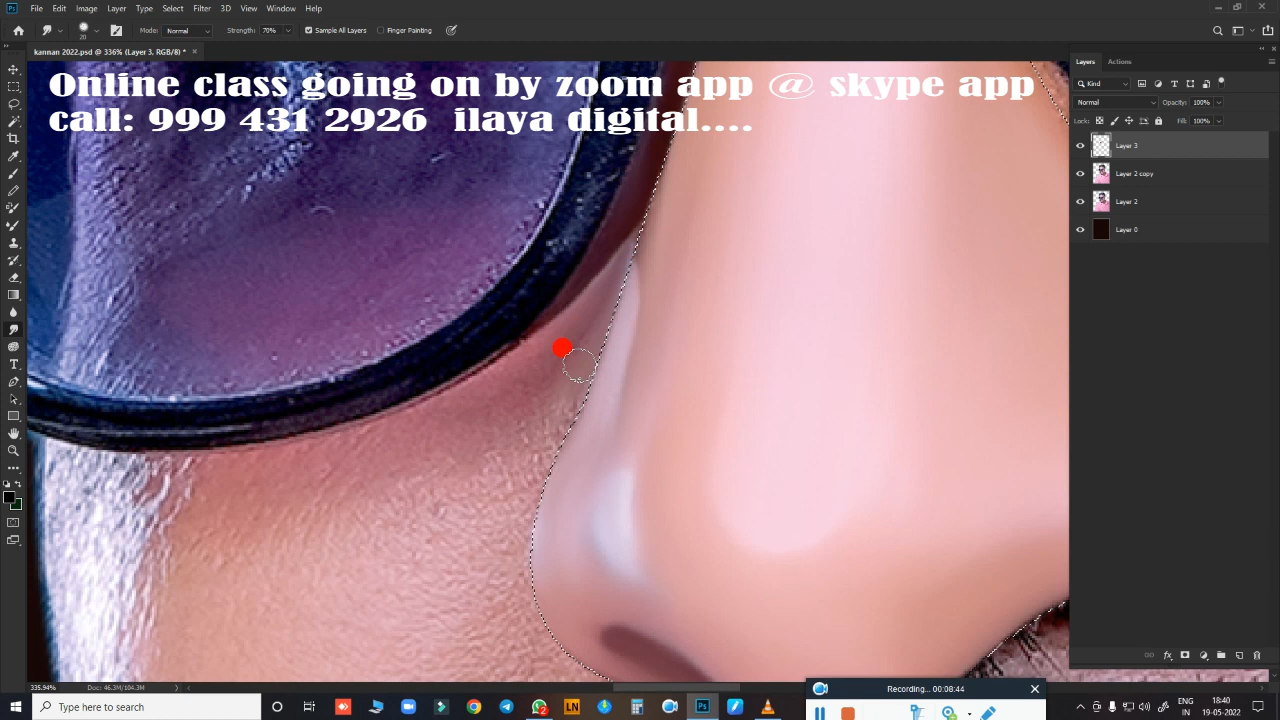 File Edit Image Layer Type Select Filter 3D View Window Help
20 Mode: Normal Strength: 70% Sample All Layers Finger Painting
kannan 2022.psd @ 336% (Layer 3, RGB/8) *
Online class going on by zoom app @ skype app
call: 999 431 2926 ilaya digital....
Layers Actions
Kind
Normal Opacity: 100%
Lock: Fill: 100%
Layer 3
Layer 2 copy
Layer 2
Layer 0
335.94% Doc: 46.3M/104.3M
Recording... 00:08:44
Type here to search
ENG
IN
18:40
19-05-2022